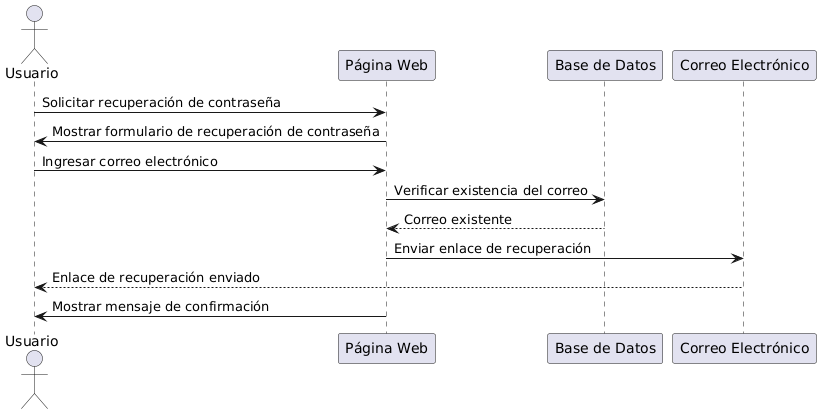 Usuario
Página Web
Base de Datos
Correo Electrónico
Solicitar recuperación de contraseña
Mostrar formulario de recuperación de contraseña
Ingresar correo electrónico
Verificar existencia del correo
Correo existente
Enviar enlace de recuperación
Enlace de recuperación enviado
Mostrar mensaje de confirmación
Usuario
Página Web
Base de Datos
Correo Electrónico